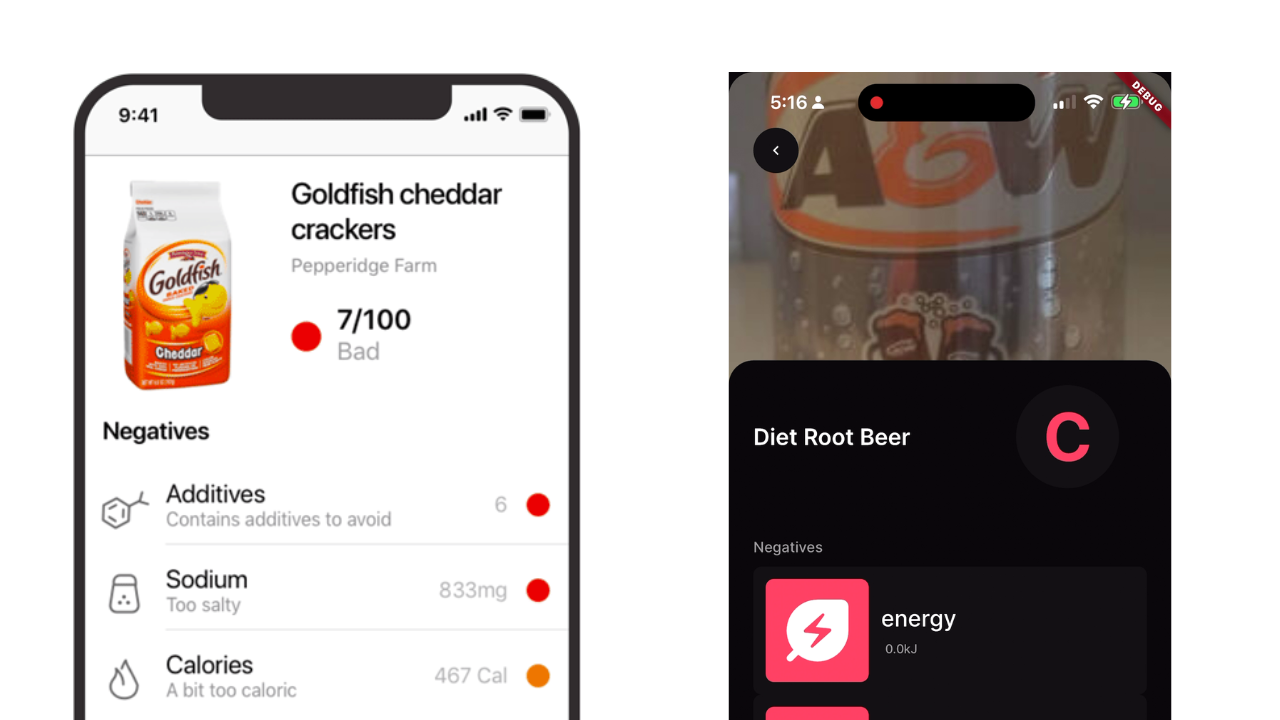 9:41
Goldfish cheddar
crackers
Pepperidge Farm
7/100
Bad
Goldfish
BAKED
Cheddar
Negatives
Additives
Contains additives to avoid
6
Sodium
Too salty
833mg
Calories
A bit too caloric
467 Cal
5:16
DEBUG
A&W
Diet Root Beer
C
Negatives
energy
0.0kJ